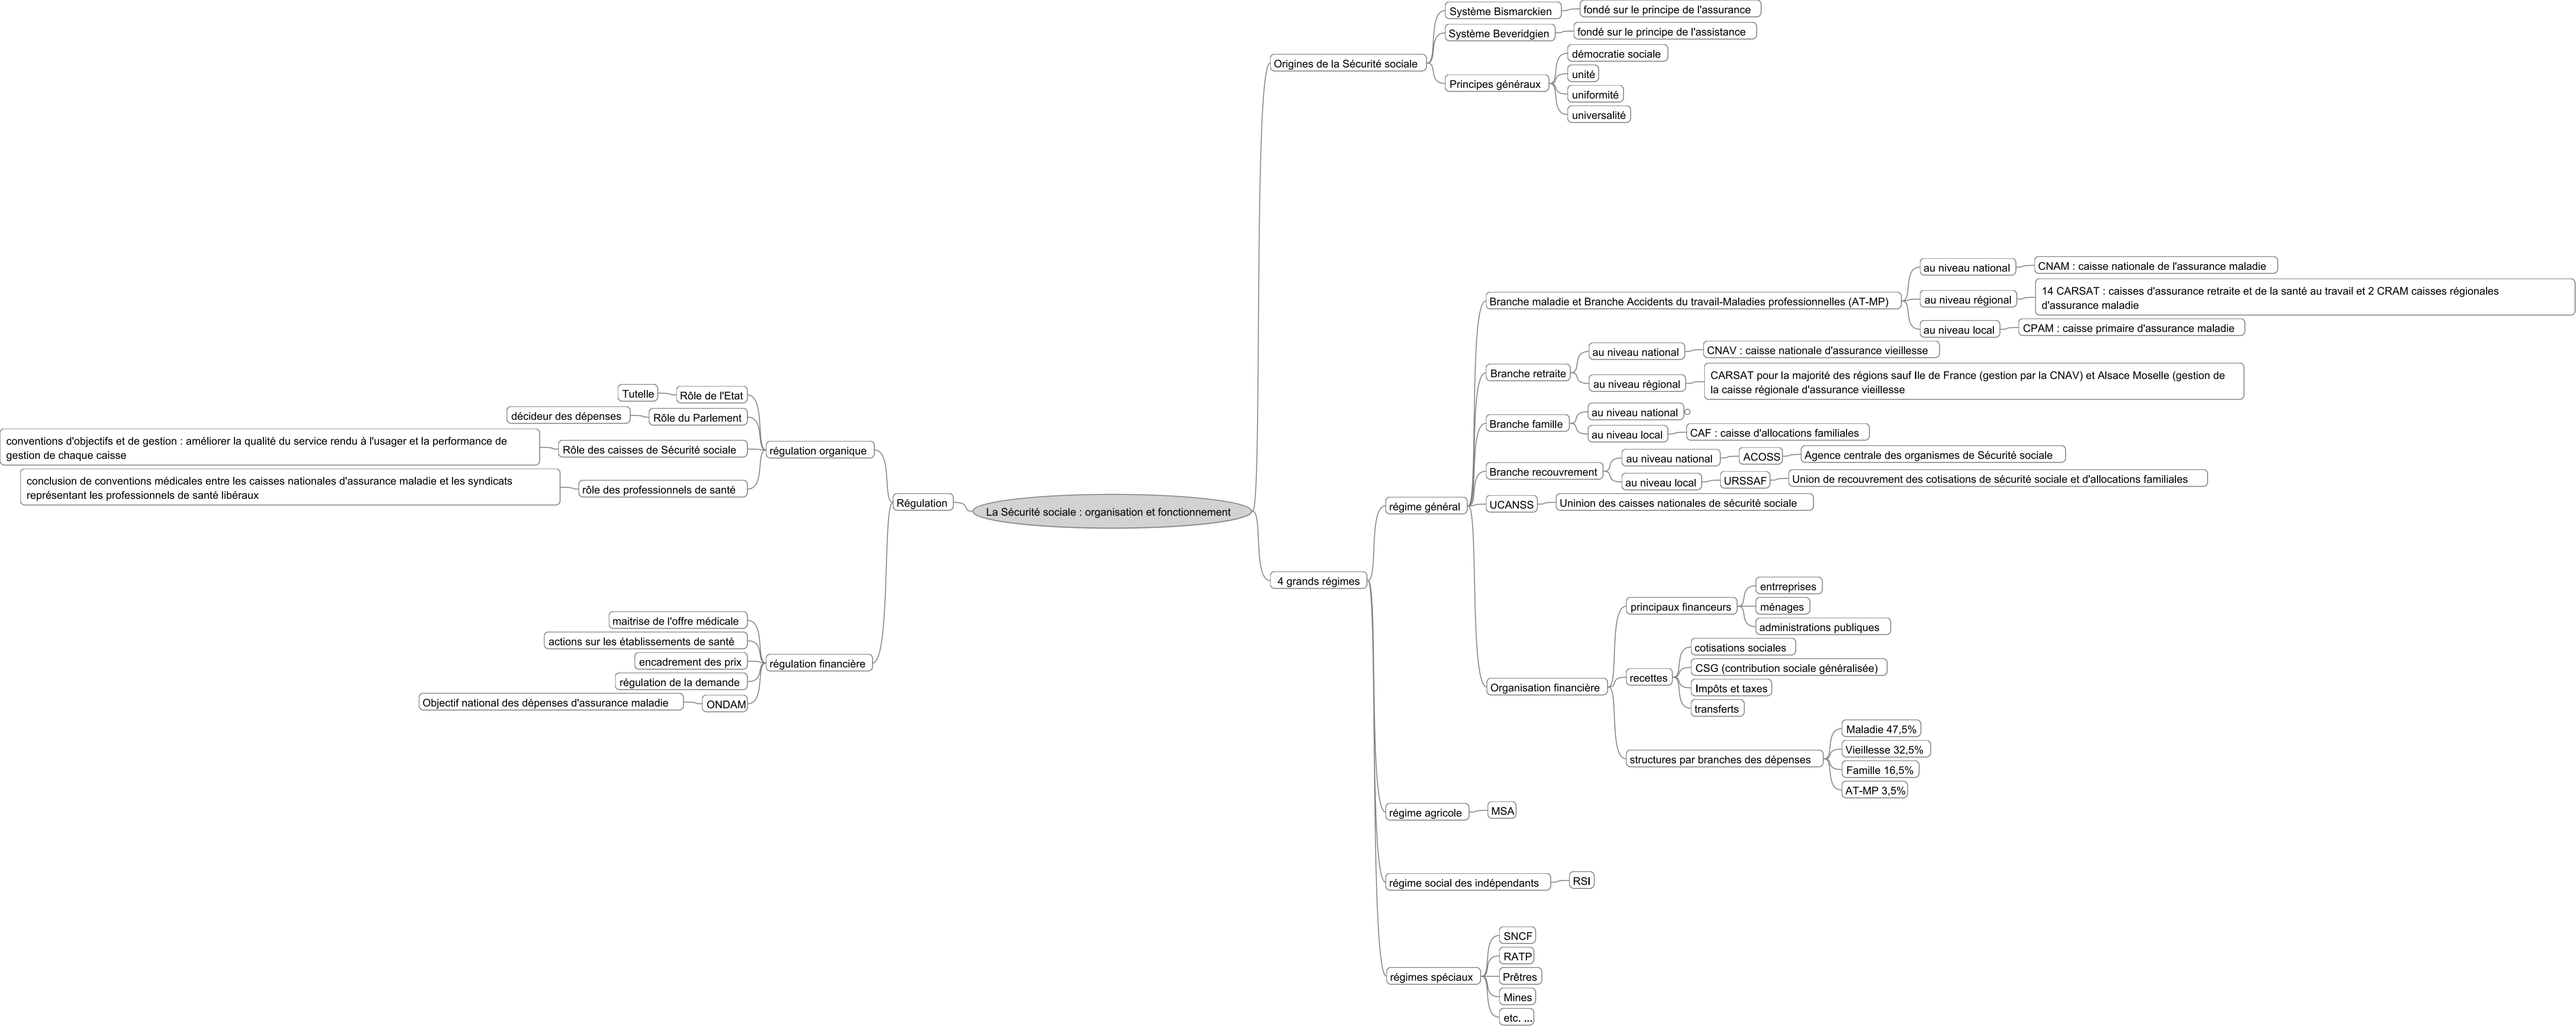 La Sécurité sociale : organisation et fonctionnement
Origines de la Sécurité sociale
Système Bismarckien
fondé sur le principe de l'assurance
Système Beveridgien
fondé sur le principe de l'assistance
Principes généraux
démocratie sociale
unité
uniformité
universalité
4 grands régimes
régime général
Branche maladie et Branche Accidents du travail-Maladies professionnelles (AT-MP)
au niveau national
CNAM : caisse nationale de l'assurance maladie
au niveau régional
14 CARSAT : caisses d'assurance retraite et de la santé au travail et 2 CRAM caisses régionales
d'assurance maladie
au niveau local
CPAM : caisse primaire d'assurance maladie
Branche retraite
au niveau national
CNAV : caisse nationale d'assurance vieillesse
au niveau régional
CARSAT pour la majorité des régions sauf Ile de France (gestion par la CNAV) et Alsace Moselle (gestion de
la caisse régionale d'assurance vieillesse
Branche famille
au niveau national
au niveau local
CAF : caisse d'allocations familiales
Branche recouvrement
au niveau national
ACOSS
Agence centrale des organismes de Sécurité sociale
au niveau local
URSSAF
Union de recouvrement des cotisations de sécurité sociale et d'allocations familiales
UCANSS
Uninion des caisses nationales de sécurité sociale
Organisation financière
principaux financeurs
entrreprises
ménages
administrations publiques
recettes
cotisations sociales
CSG (contribution sociale généralisée)
Impôts et taxes
transferts
structures par branches des dépenses
Maladie 47,5%
Vieillesse 32,5%
Famille 16,5%
AT-MP 3,5%
régime agricole
MSA
régime social des indépendants
RSI
régimes spéciaux
SNCF
RATP
Prêtres
Mines
etc. ...
Régulation
régulation organique
Rôle de l'Etat
Tutelle
Rôle du Parlement
décideur des dépenses
Rôle des caisses de Sécurité sociale
conventions d'objectifs et de gestion : améliorer la qualité du service rendu à l'usager et la performance de
gestion de chaque caisse
rôle des professionnels de santé
conclusion de conventions médicales entre les caisses nationales d'assurance maladie et les syndicats
représentant les professionnels de santé libéraux
régulation financière
maitrise de l'offre médicale
actions sur les établissements de santé
encadrement des prix
régulation de la demande
ONDAM
Objectif national des dépenses d'assurance maladie